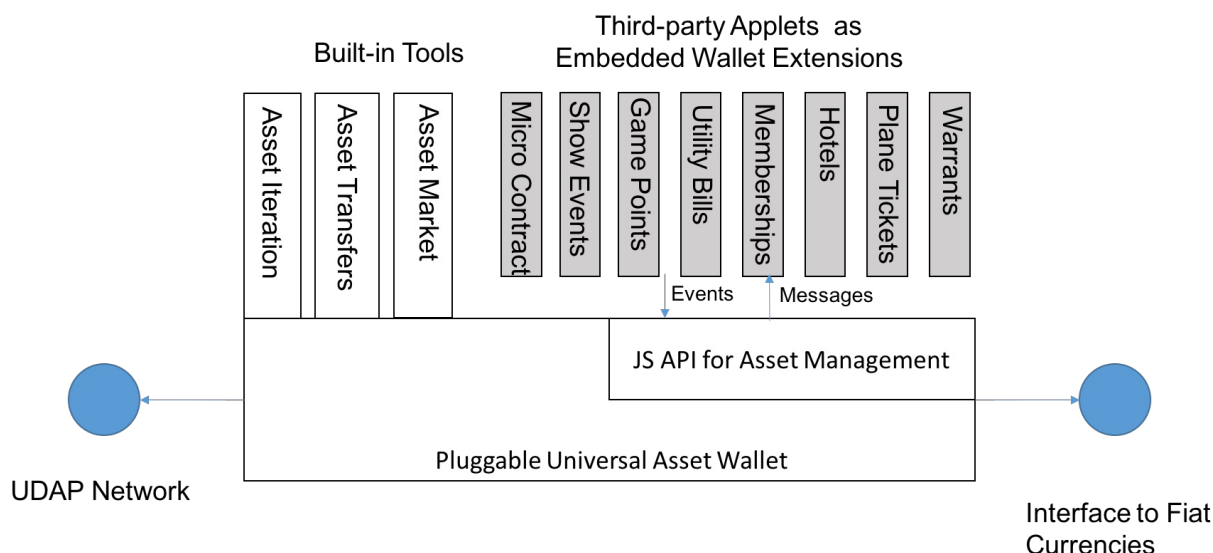 Built-in Tools
Third-party Applets as
Embedded Wallet Extensions
Asset Iteration
Asset Transfers
Asset Market
Micro Contract
Show Events
Game Points
Utility Bills
Memberships
Hotels
Plane Tickets
Warrants
Events
Messages
JS API for Asset Management
Pluggable Universal Asset Wallet
UDAP Network
Interface to Fiat
Currencies